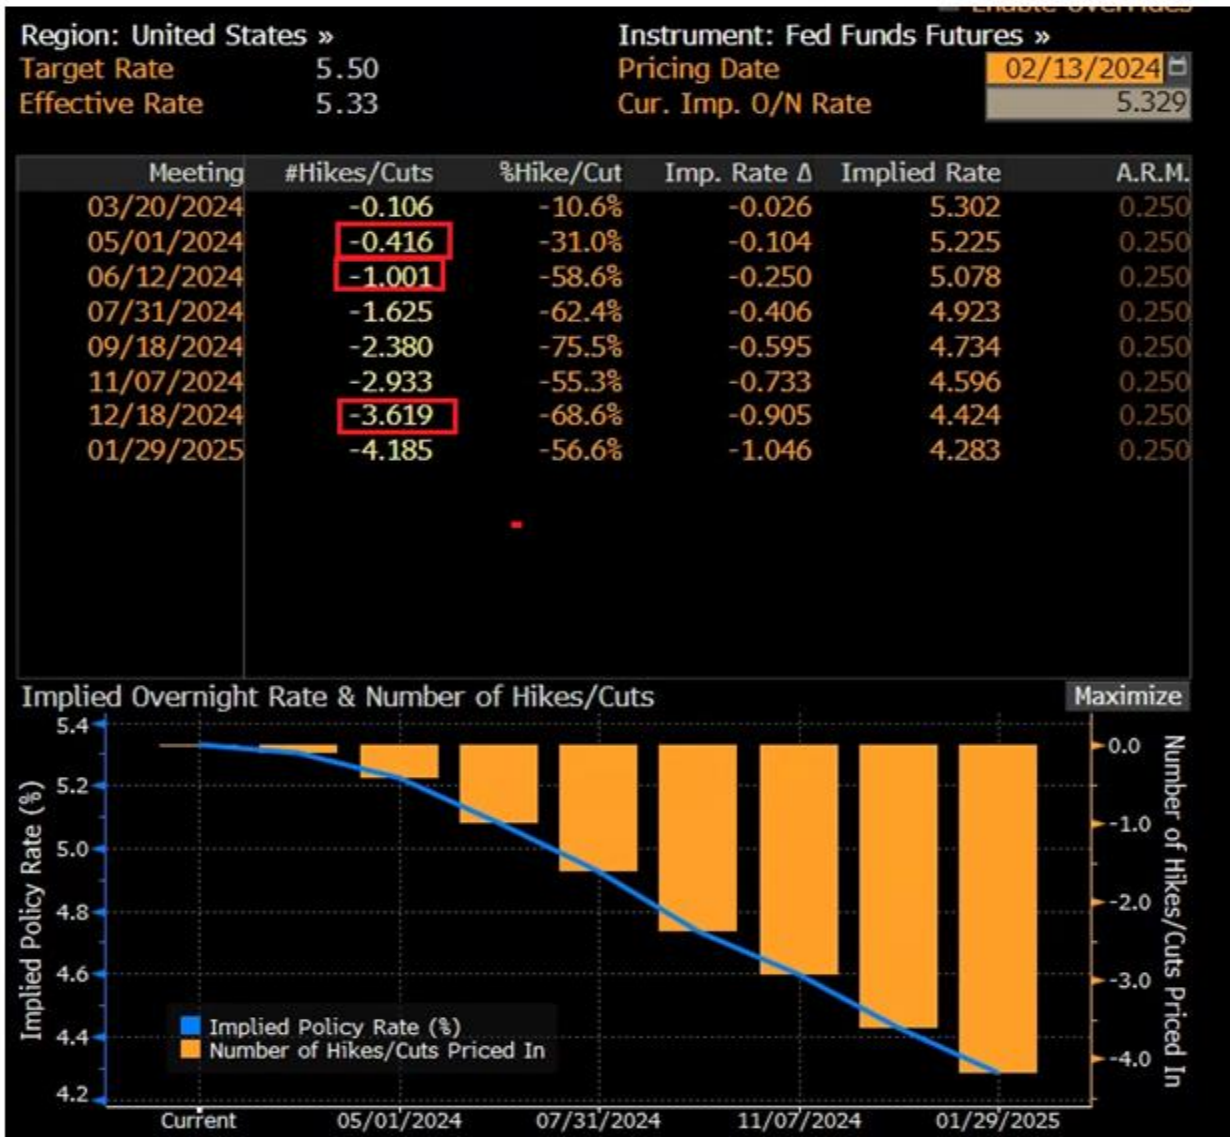 Enable Overrides
Region: United States » Instrument: Fed Funds Futures »
Target Rate 5.50 Pricing Date 02/13/2024
Effective Rate 5.33 Cur. Imp. O/N Rate 5.329
Meeting #Hikes/Cuts %Hike/Cut Imp. Rate Δ Implied Rate A.R.M.
03/20/2024 -0.106 -10.6% -0.026 5.302 0.250
05/01/2024 -0.416 -31.0% -0.104 5.225 0.250
06/12/2024 -1.001 -58.6% -0.250 5.078 0.250
07/31/2024 -1.625 -62.4% -0.406 4.923 0.250
09/18/2024 -2.380 -75.5% -0.595 4.734 0.250
11/07/2024 -2.933 -55.3% -0.733 4.596 0.250
12/18/2024 -3.619 -68.6% -0.905 4.424 0.250
01/29/2025 -4.185 -56.6% -1.046 4.283 0.250
Implied Overnight Rate & Number of Hikes/Cuts Maximize
Implied Policy Rate (%)
5.4
5.2
5.0
4.8
4.6
4.4
4.2
Implied Policy Rate (%)
Number of Hikes/Cuts Priced In
0.0
-1.0
-2.0
-3.0
-4.0
Number of Hikes/Cuts Priced In
Current 05/01/2024 07/31/2024 11/07/2024 01/29/2025